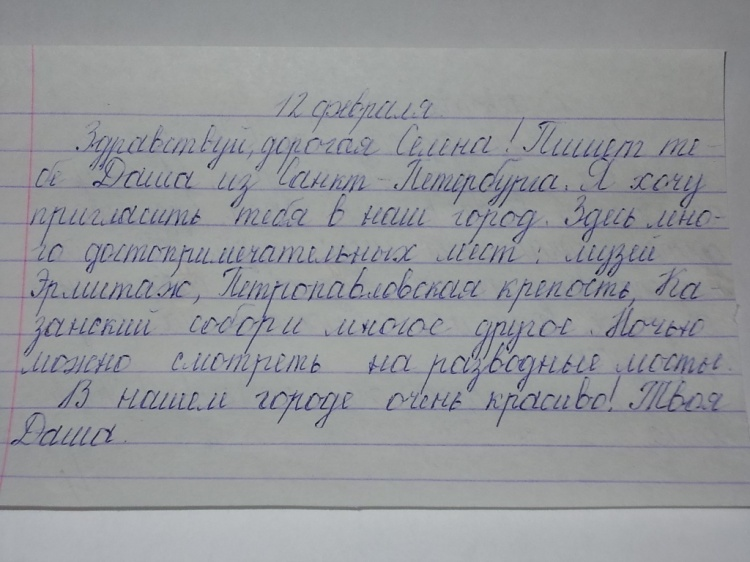 12 февраля.
Здравствуй, дорогая Селина! Пишет те-
бе Даша из Санкт-Петербурга. Я хочу
пригласить тебя в наш город. Здесь мно-
го достопримечательных мест: музей
Эрмитаж, Петропавловская крепость, Ка-
занский собор и многое другое. Ночью
можно смотреть на разводные мосты.
В нашем городе очень красиво! Твоя
Даша.